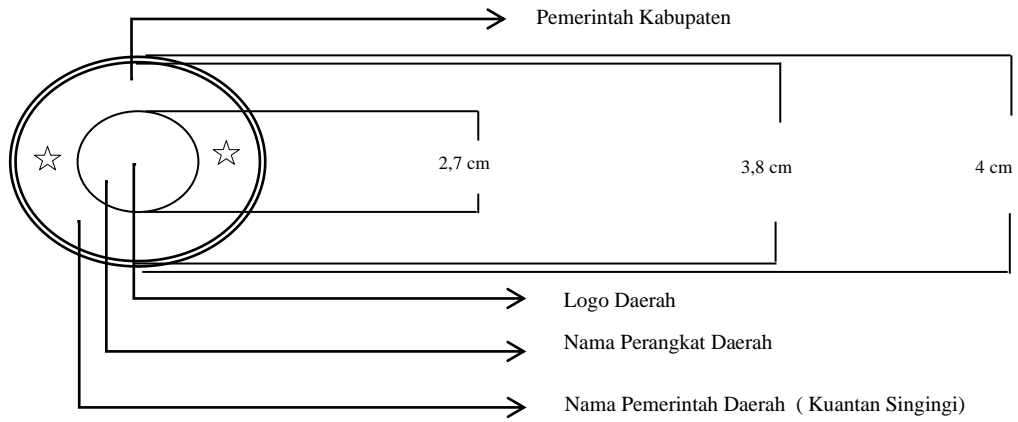 Pemerintah Kabupaten
2,7 cm
3,8 cm
4 cm
Logo Daerah
Nama Perangkat Daerah
Nama Pemerintah Daerah ( Kuantan Singingi)